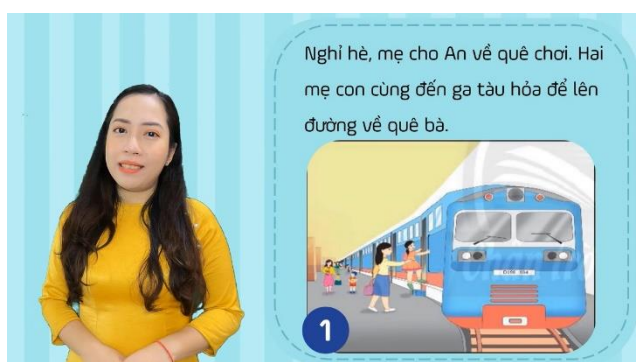 Nghỉ hè, mẹ cho An về quê chơi. Hai
mẹ con cùng đến ga tàu hỏa để lên
đường về quê bà.
1